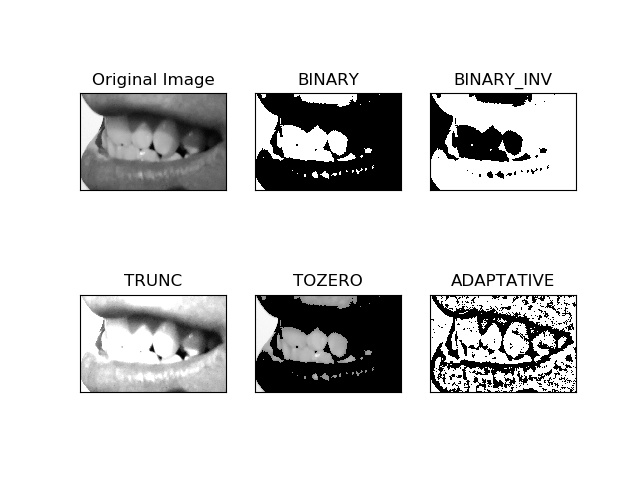 Original Image
BINARY
BINARY_INV
TRUNC
TOZERO
ADAPTATIVE